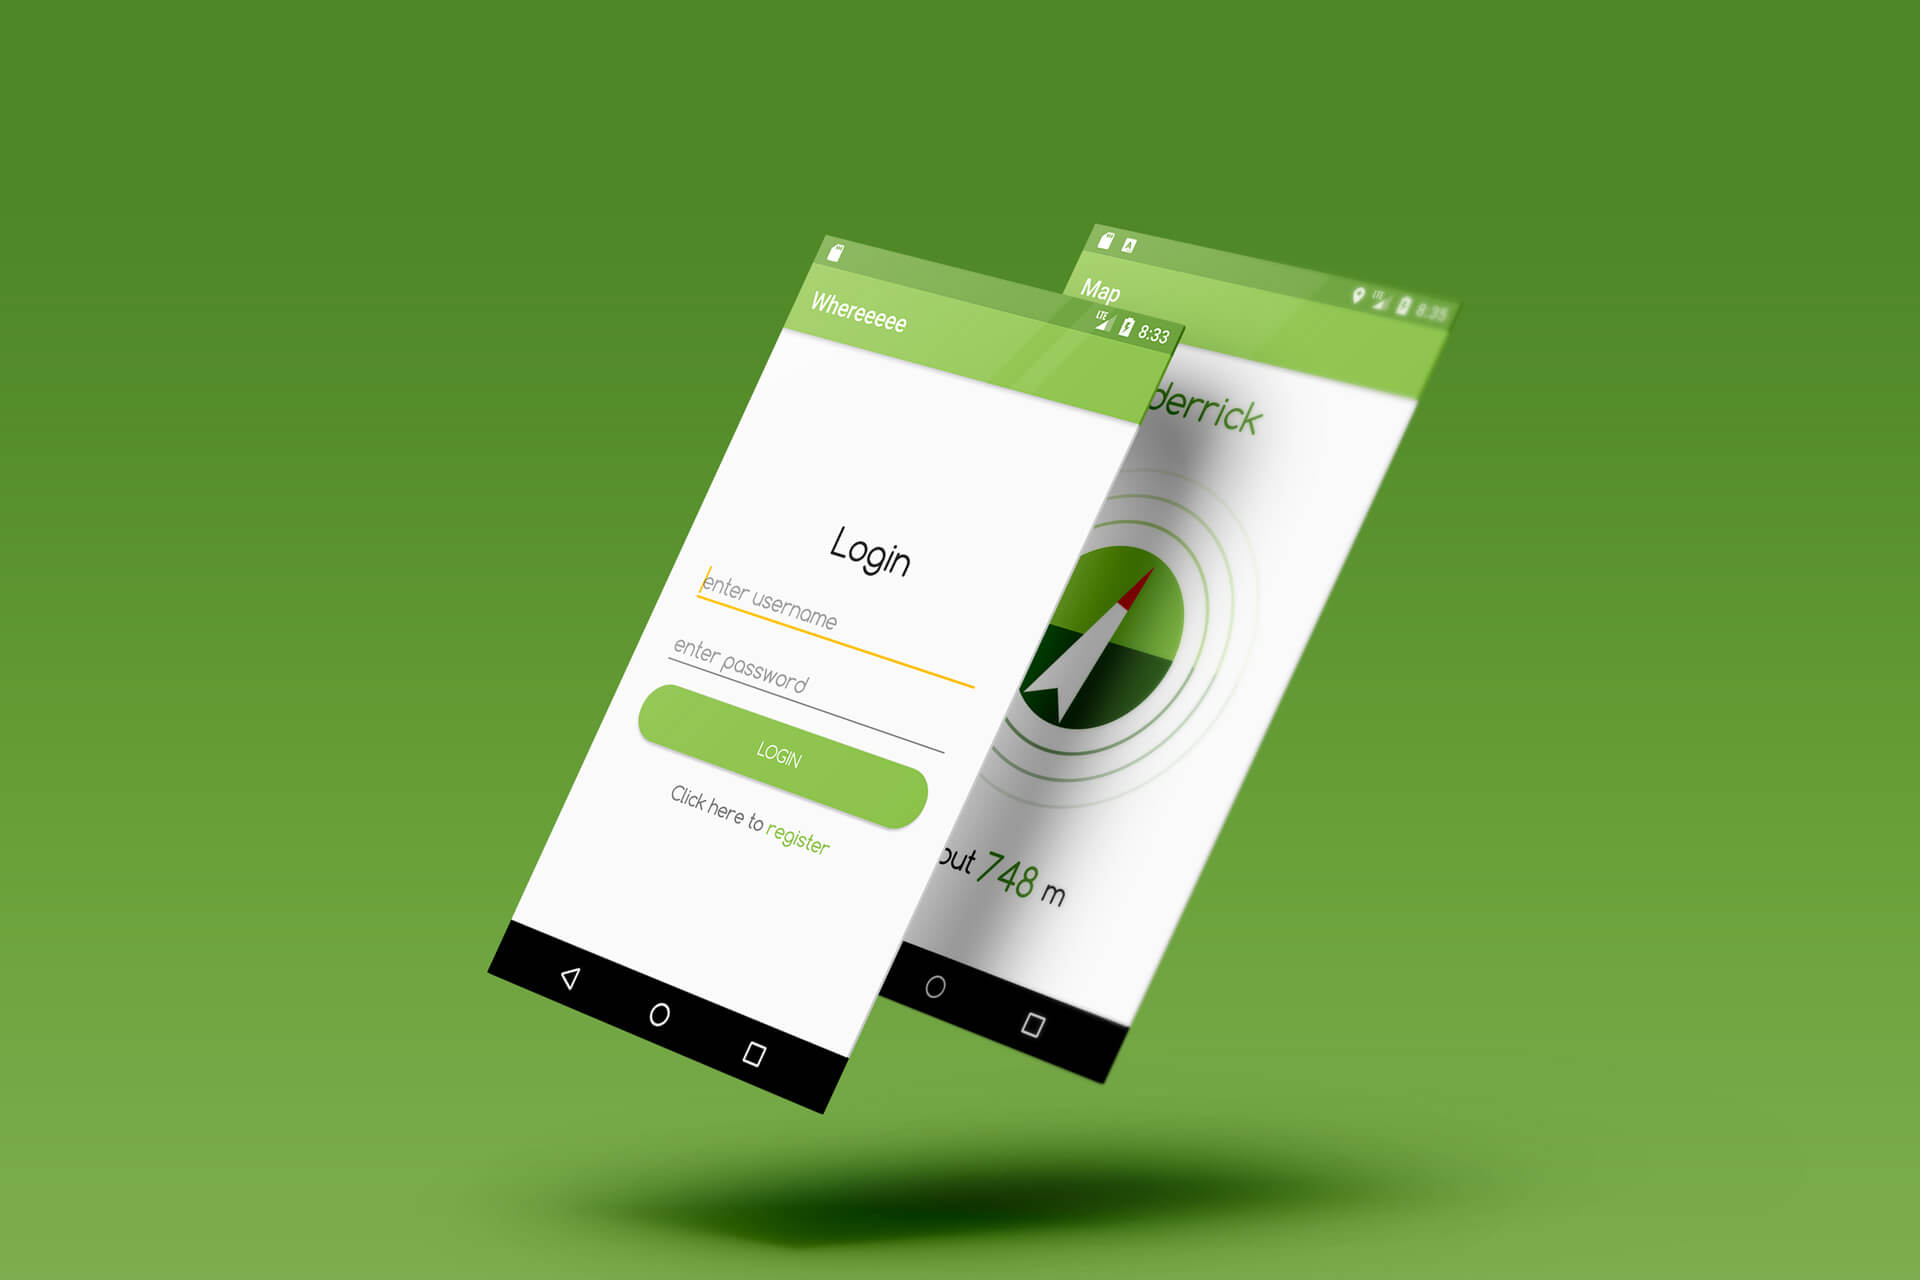 LTE 8:33
Whereeeee
Login
enter username
enter password
LOGIN
Click here to register
LTE 8:35
Map
derrick
out 748 m